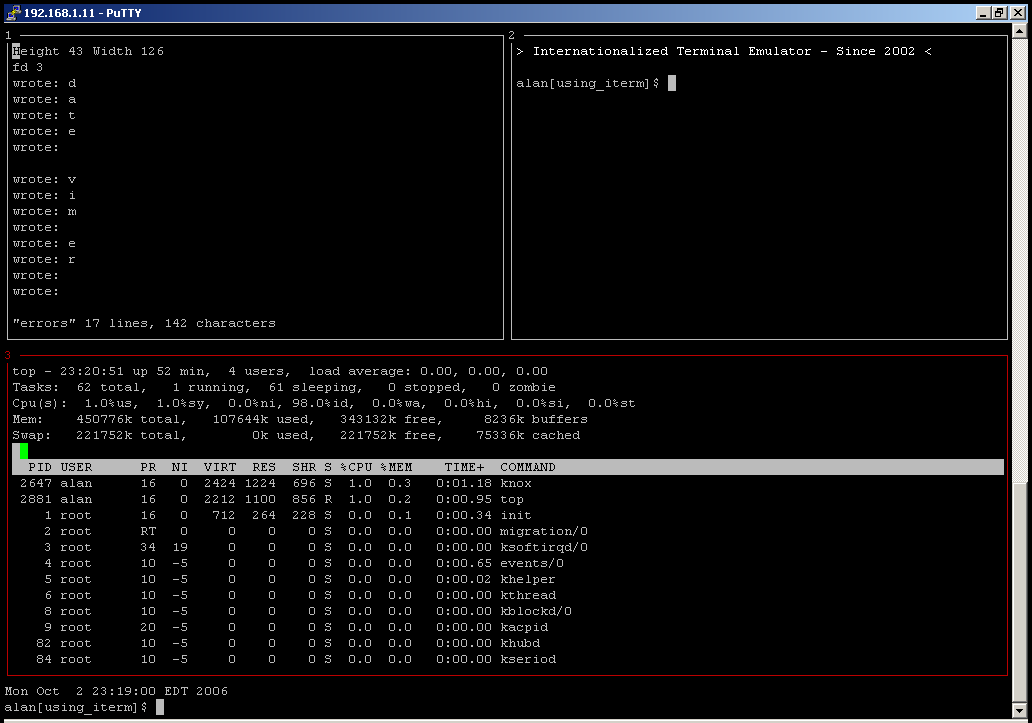 192.168.1.11 - PuTTY
1
Height 43 Width 126
fd 3
wrote: d
wrote: a
wrote: t
wrote: e
wrote:
wrote: v
wrote: i
wrote: m
wrote:
wrote: e
wrote: r
wrote:
wrote:
"errors" 17 lines, 142 characters
2
> Internationalized Terminal Emulator - Since 2002 <
alan[using_iterm]$
3
top - 23:20:51 up 52 min,  4 users,  load average: 0.00, 0.00, 0.00
Tasks:  62 total,   1 running,  61 sleeping,   0 stopped,   0 zombie
Cpu(s):  1.0%us,  1.0%sy,  0.0%ni, 98.0%id,  0.0%wa,  0.0%hi,  0.0%si,  0.0%st
Mem:    450776k total,   107644k used,   343132k free,     8236k buffers
Swap:   221752k total,        0k used,   221752k free,    75336k cached
PID USER      PR  NI  VIRT  RES  SHR S %CPU %MEM    TIME+  COMMAND
2647 alan      16   0  2424 1224  696 S  1.0  0.3   0:01.18 knox
2881 alan      16   0  2212 1100  856 R  1.0  0.2   0:00.95 top
1 root      16   0   712  264  228 S  0.0  0.1   0:00.34 init
2 root      RT   0     0    0    0 S  0.0  0.0   0:00.00 migration/0
3 root      34  19     0    0    0 S  0.0  0.0   0:00.00 ksoftirqd/0
4 root      10  -5     0    0    0 S  0.0  0.0   0:00.65 events/0
5 root      10  -5     0    0    0 S  0.0  0.0   0:00.02 khelper
6 root      10  -5     0    0    0 S  0.0  0.0   0:00.00 kthread
8 root      10  -5     0    0    0 S  0.0  0.0   0:00.00 kblockd/0
9 root      20  -5     0    0    0 S  0.0  0.0   0:00.00 kacpid
82 root      10  -5     0    0    0 S  0.0  0.0   0:00.00 khubd
84 root      10  -5     0    0    0 S  0.0  0.0   0:00.00 kseriod
Mon Oct  2 23:19:00 EDT 2006
alan[using_iterm]$